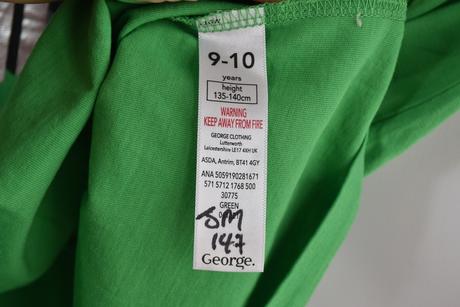 9-10
years
height
135-140cm
WARNING
KEEP AWAY FROM FIRE
GEORGE CLOTHING
Lutterworth
Leicestershire LE17 4XH UK
ASDA, Antrim, BT41 4GY
ANA 5059190281671
571 5712 1768 500
30775
GREEN
SM
147
George.